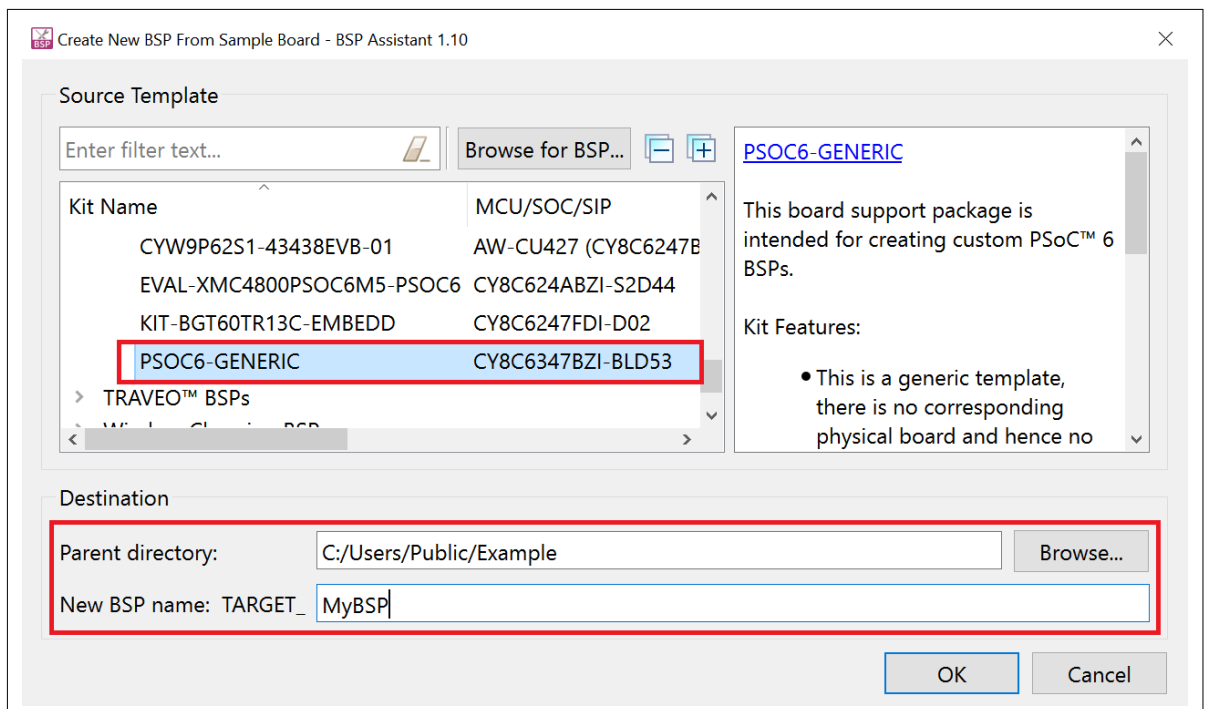 BSP
Create New BSP From Sample Board - BSP Assistant 1.10
Source Template
Enter filter text... Browse for BSP...
Kit Name MCU/SOC/SIP
CYW9P62S1-43438EVB-01 AW-CU427 (CY8C6247B
EVAL-XMC4800PSOC6M5-PSOC6 CY8C624ABZI-S2D44
KIT-BGT60TR13C-EMBEDD CY8C6247FDI-D02
PSOC6-GENERIC CY8C6347BZI-BLD53
TRAVEO™ BSPs
PSOC6-GENERIC
This board support package is
intended for creating custom PSoC™ 6
BSPs.
Kit Features:
• This is a generic template,
there is no corresponding
physical board and hence no
Destination
Parent directory: C:/Users/Public/Example Browse...
New BSP name: TARGET_ MyBSP
OK Cancel